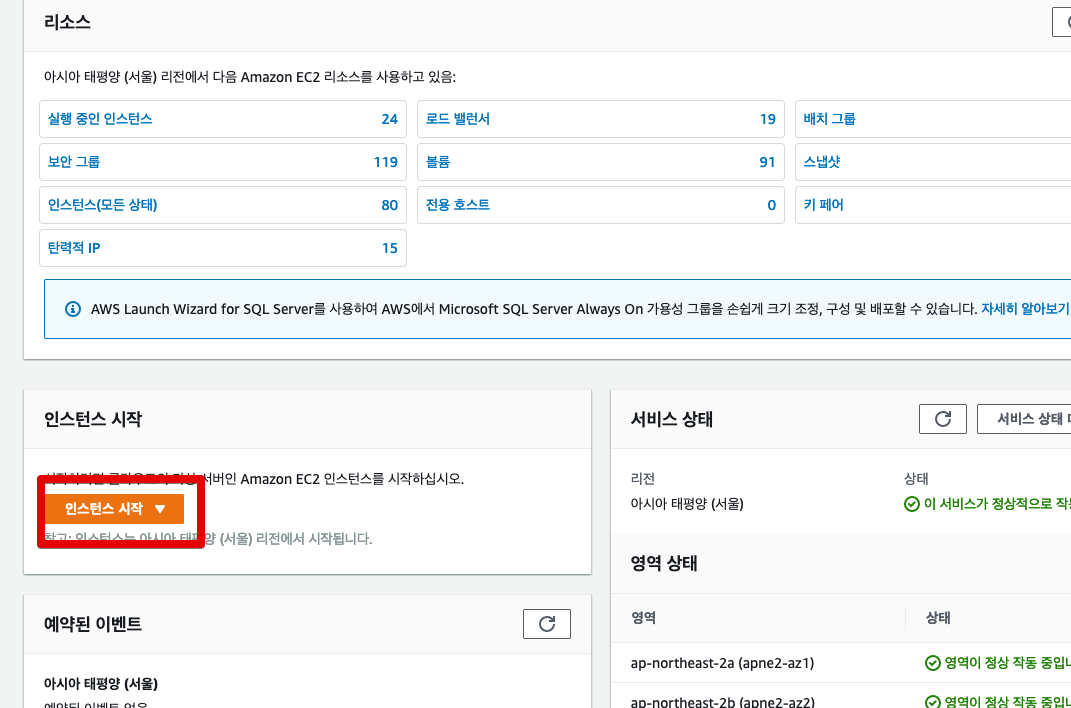 리소스
아시아 태평양 (서울) 리전에서 다음 Amazon EC2 리소스를 사용하고 있음:
실행 중인 인스턴스 24 로드 밸런서 19 배치 그룹
보안 그룹 119 볼륨 91 스냅샷
인스턴스(모든 상태) 80 전용 호스트 0 키 페어
탄력적 IP 15
AWS Launch Wizard for SQL Server를 사용하여 AWS에서 Microsoft SQL Server Always On 가용성 그룹을 손쉽게 크기 조정, 구성 및 배포할 수 있습니다. 자세히 알아보기
인스턴스 시작
서버인 Amazon EC2 인스턴스를 시작하십시오.
인스턴스 시작
참고: 인스턴스는 아시아 태평양 (서울) 리전에서 시작됩니다.
예약된 이벤트
아시아 태평양 (서울)
예약된 이벤트 없음
서비스 상태
서비스 상태
리전 상태
아시아 태평양 (서울) 이 서비스가 정상적으로
영역 상태
영역 상태
ap-northeast-2a (apne2-az1) 영역이 정상 작동
ap-northeast-2b (apne2-az2) 영역이 정상 작동